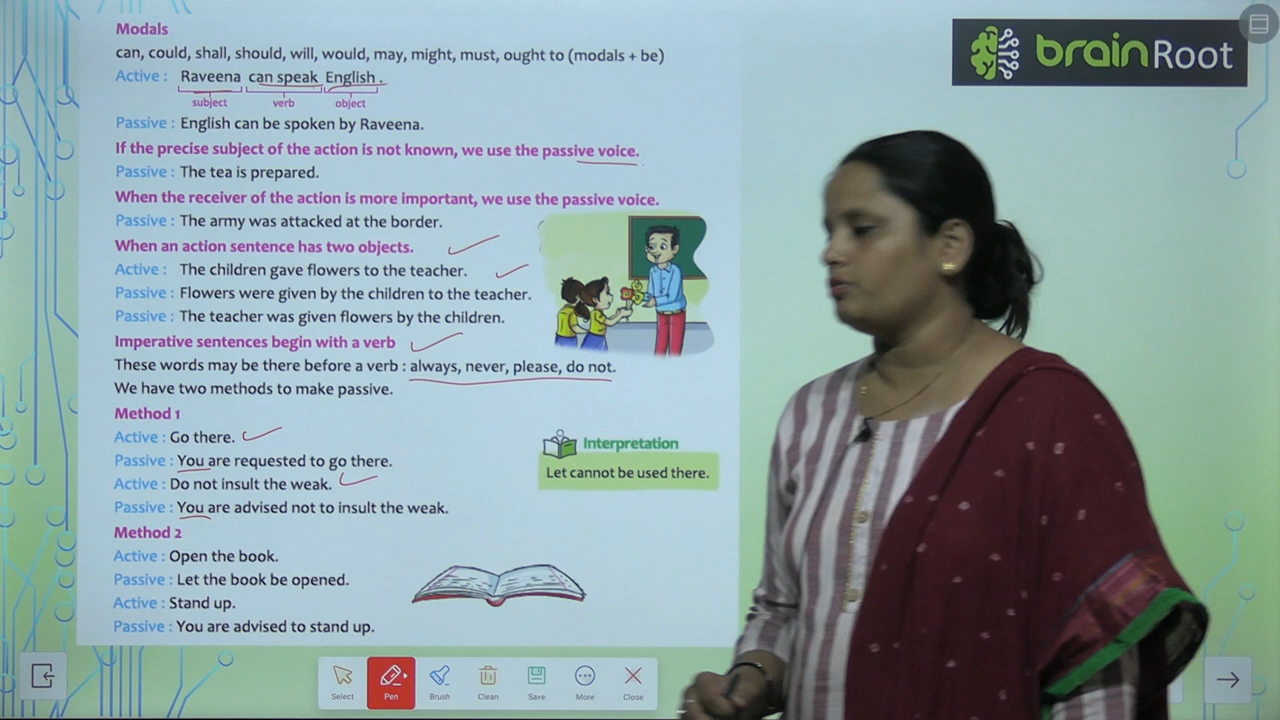 Modals
can, could, shall, should, will, would, may, might, must, ought to (modals + be)
Active : Raveena can speak English.
subject verb object
Passive : English can be spoken by Raveena.
If the precise subject of the action is not known, we use the passive voice.
Passive : The tea is prepared.
When the receiver of the action is more important, we use the passive voice.
Passive : The army was attacked at the border.
When an action sentence has two objects.
Active : The children gave flowers to the teacher.
Passive : Flowers were given by the children to the teacher.
Passive : The teacher was given flowers by the children.
Imperative sentences begin with a verb
These words may be there before a verb : always, never, please, do not.
We have two methods to make passive.
Method 1
Active : Go there.
Passive : You are requested to go there.
Active : Do not insult the weak.
Passive : You are advised not to insult the weak.
Method 2
Active : Open the book.
Passive : Let the book be opened.
Active : Stand up.
Passive : You are advised to stand up.
Interpretation
Let cannot be used there.
brainRoot
Select Pen Brush Clean Save More Close